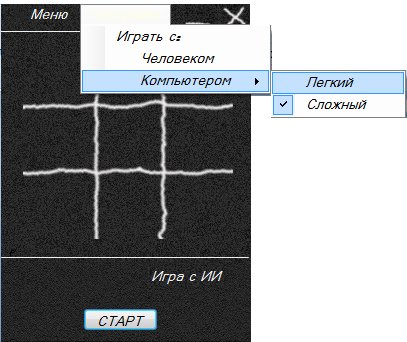 Меню
Играть с:
Человеком
Компьютером
Легкий
Сложный
Игра с ИИ
СТАРТ